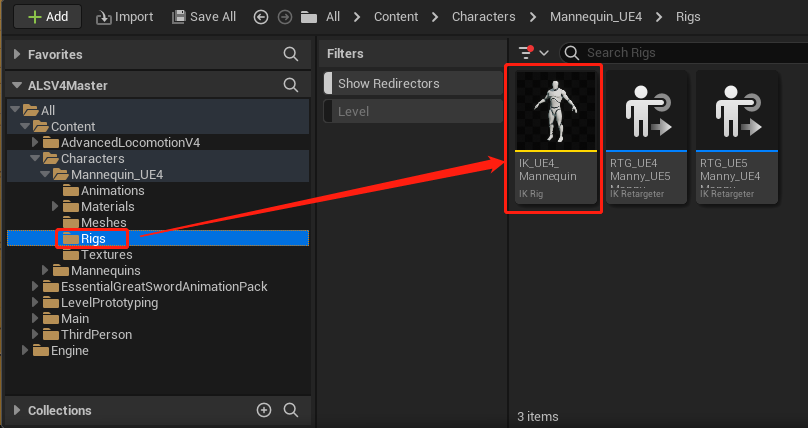 Add
Import
Save All
All
Content
Characters
Mannequin_UE4
Rigs
Favorites
ALSV4Master
All
Content
AdvancedLocomotionV4
Characters
Mannequin_UE4
Animations
Materials
Meshes
Rigs
Textures
Mannequins
EssentialGreatSwordAnimationPack
LevelPrototyping
Main
ThirdPerson
Engine
Collections
Filters
Show Redirectors
Level
Search Rigs
IK_UE4_
Mannequin
IK Rig
RTG_UE4
Manny_UE5
Manny
IK Retargeter
RTG_UE5
Manny_UE4
Manny
IK Retargeter
3 items